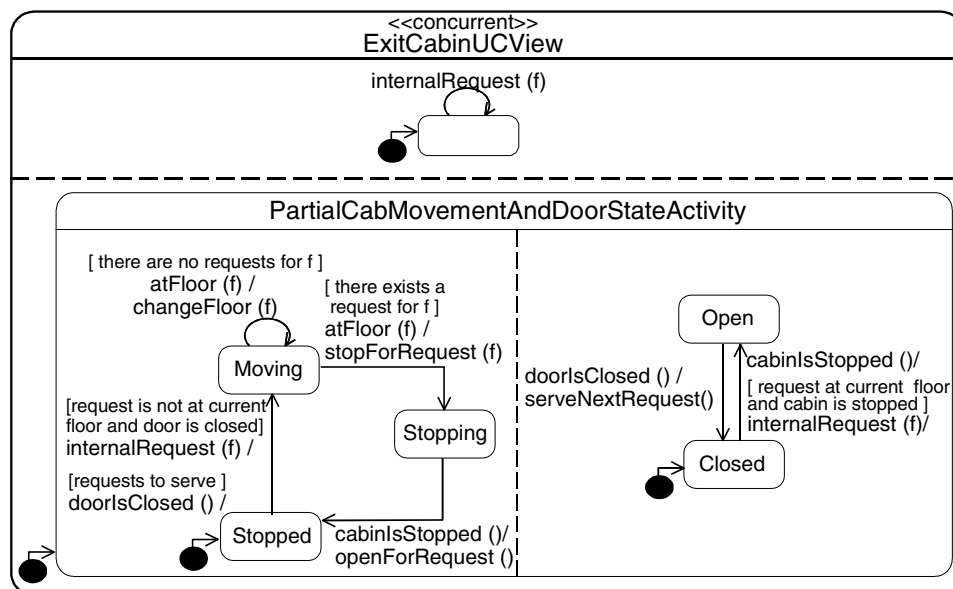 <<concurrent>>
ExitCabinUCView
internalRequest (f)
PartialCabMovementAndDoorStateActivity
[ there are no requests for f ]
atFloor (f) /
changeFloor (f)
[ there exists a
request for f ]
atFloor (f) /
stopForRequest (f)
Moving
[request is not at current
floor and door is closed]
internalRequest (f) /
[requests to serve ]
doorIsClosed () /
Stopping
Stopped
cabinIsStopped ()/
openForRequest ()
Open
doorIsClosed () /
serveNextRequest()
cabinIsStopped ()/
[ request at current floor
and cabin is stopped ]
internalRequest (f)/
Closed